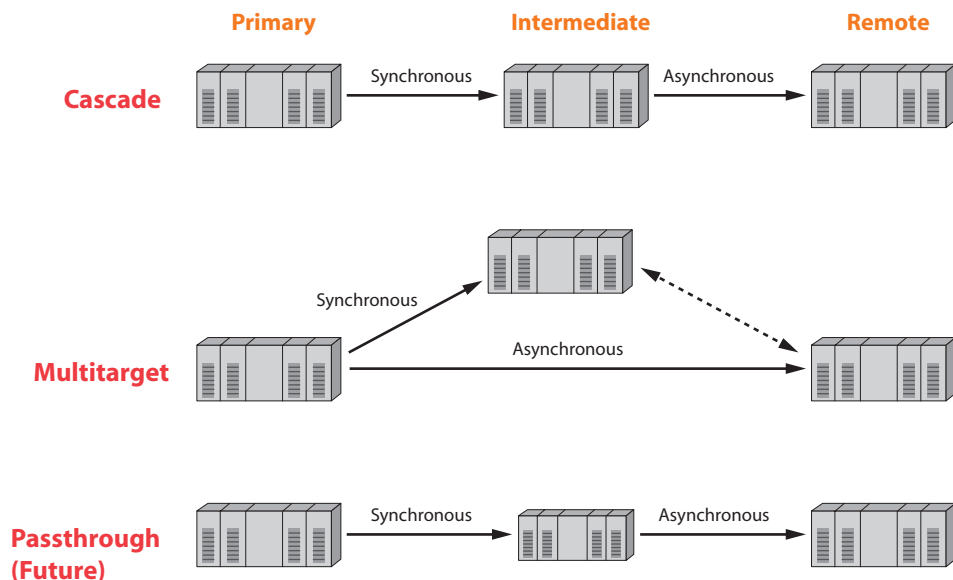 Primary
Intermediate
Remote
Cascade
Synchronous
Asynchronous
Multitarget
Synchronous
Asynchronous
Passthrough
(Future)
Synchronous
Asynchronous